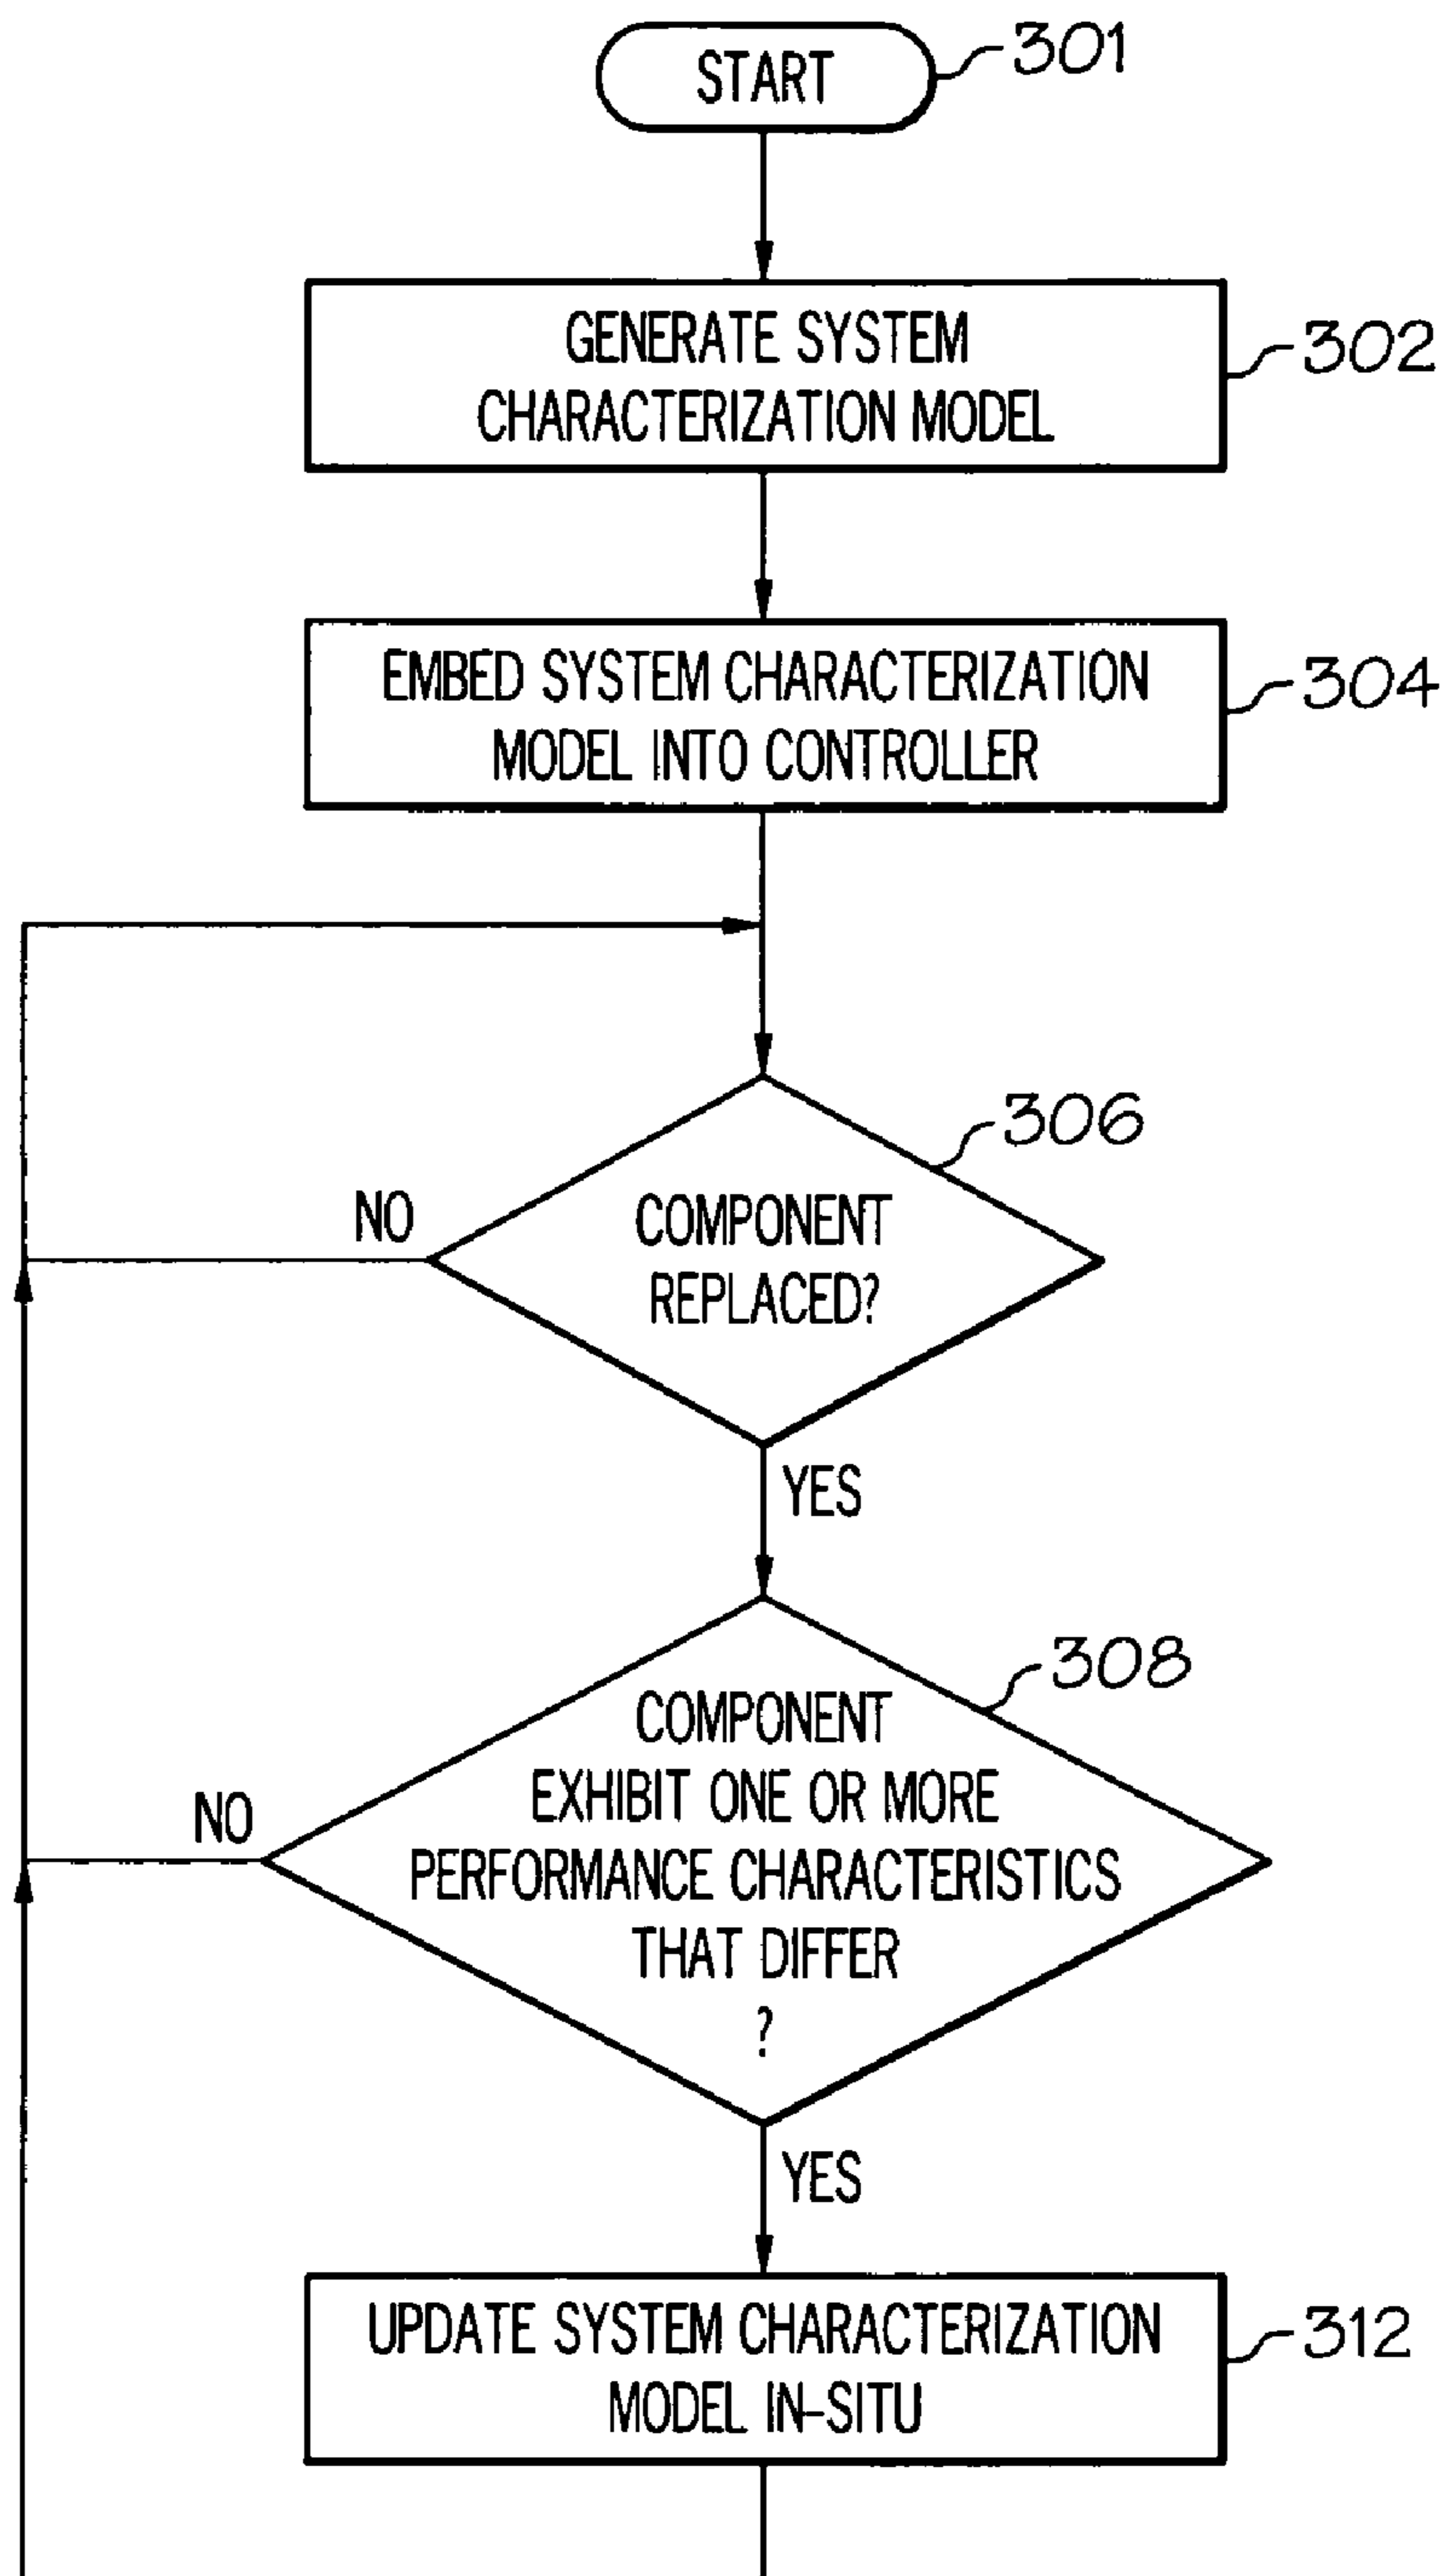 START
301
GENERATE SYSTEM
CHARACTERIZATION MODEL
302
EMBED SYSTEM CHARACTERIZATION
MODEL INTO CONTROLLER
304
306
COMPONENT
REPLACED?
NO
YES
308
COMPONENT
EXHIBIT ONE OR MORE
PERFORMANCE CHARACTERISTICS
THAT DIFFER
?
NO
YES
UPDATE SYSTEM CHARACTERIZATION
MODEL IN-SITU
312